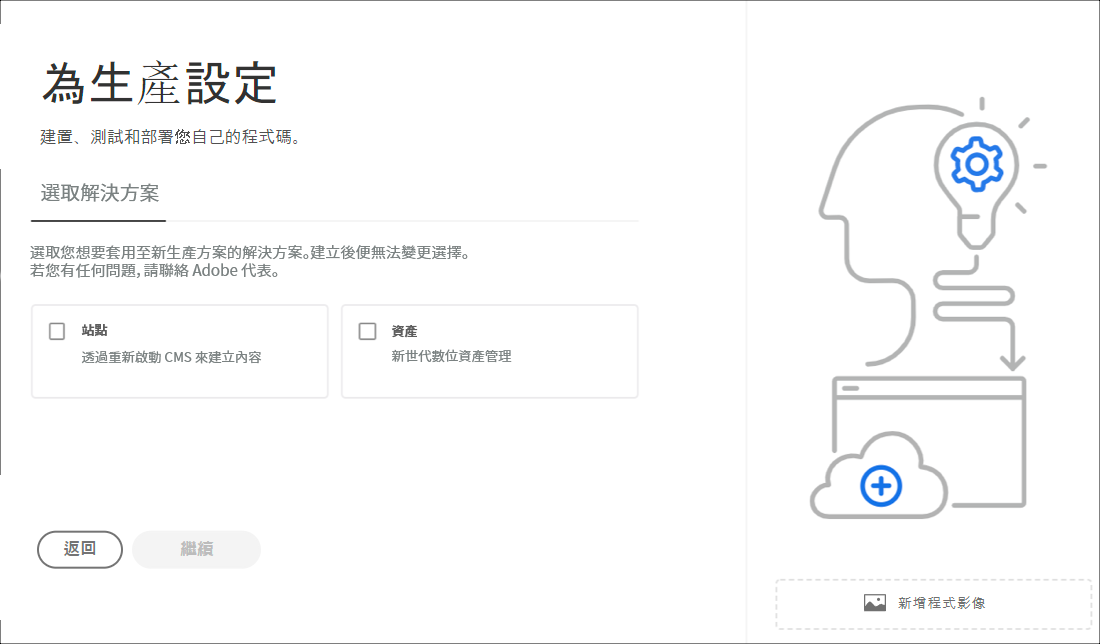 為生產設定
建置、測試和部署您自己的程式碼。
選取解決方案
選取您想要套用至新生產方案的解決方案。建立後便無法變更選擇。
若您有任何問題，請聯絡 Adobe 代表。
站點
透過重新啟動 CMS 來建立內容
資產
新世代數位資產管理
返回
繼續
新增程式影像